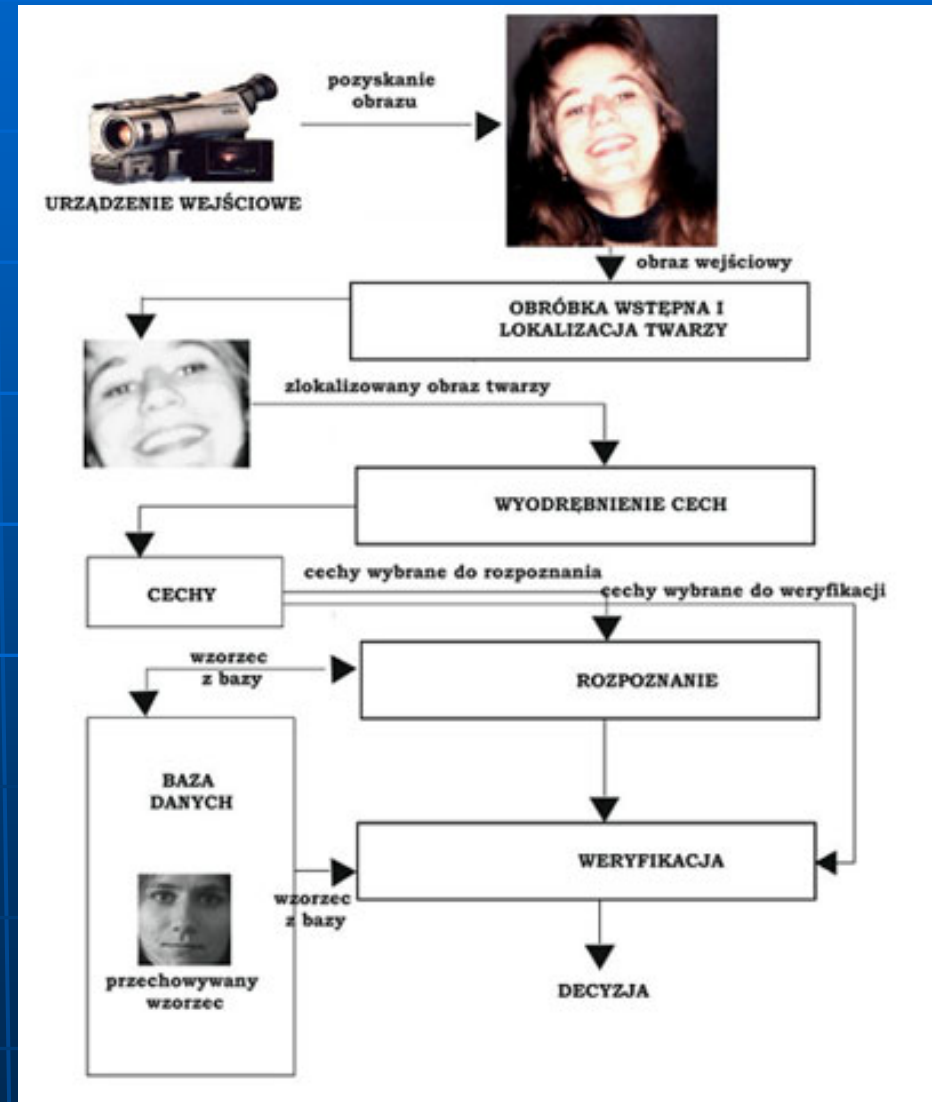 pozyskanie
obrazu
URZĄDZENIE WEJŚCIOWE
obraz wejściowy
OBRÓBKA WSTĘPNA I
LOKALIZACJA TWARZY
zlokalizowany obraz twarzy
WYODRĘBNIENIE CECH
CECHY
cechy wybrane do rozpoznania
cechy wybrane do weryfikacji
wzorzec
z bazy
ROZPOZNANIE
BAZA
DANYCH
WERYFIKACJA
wzorzec
z bazy
przechowywany
wzorzec
DECYZJA